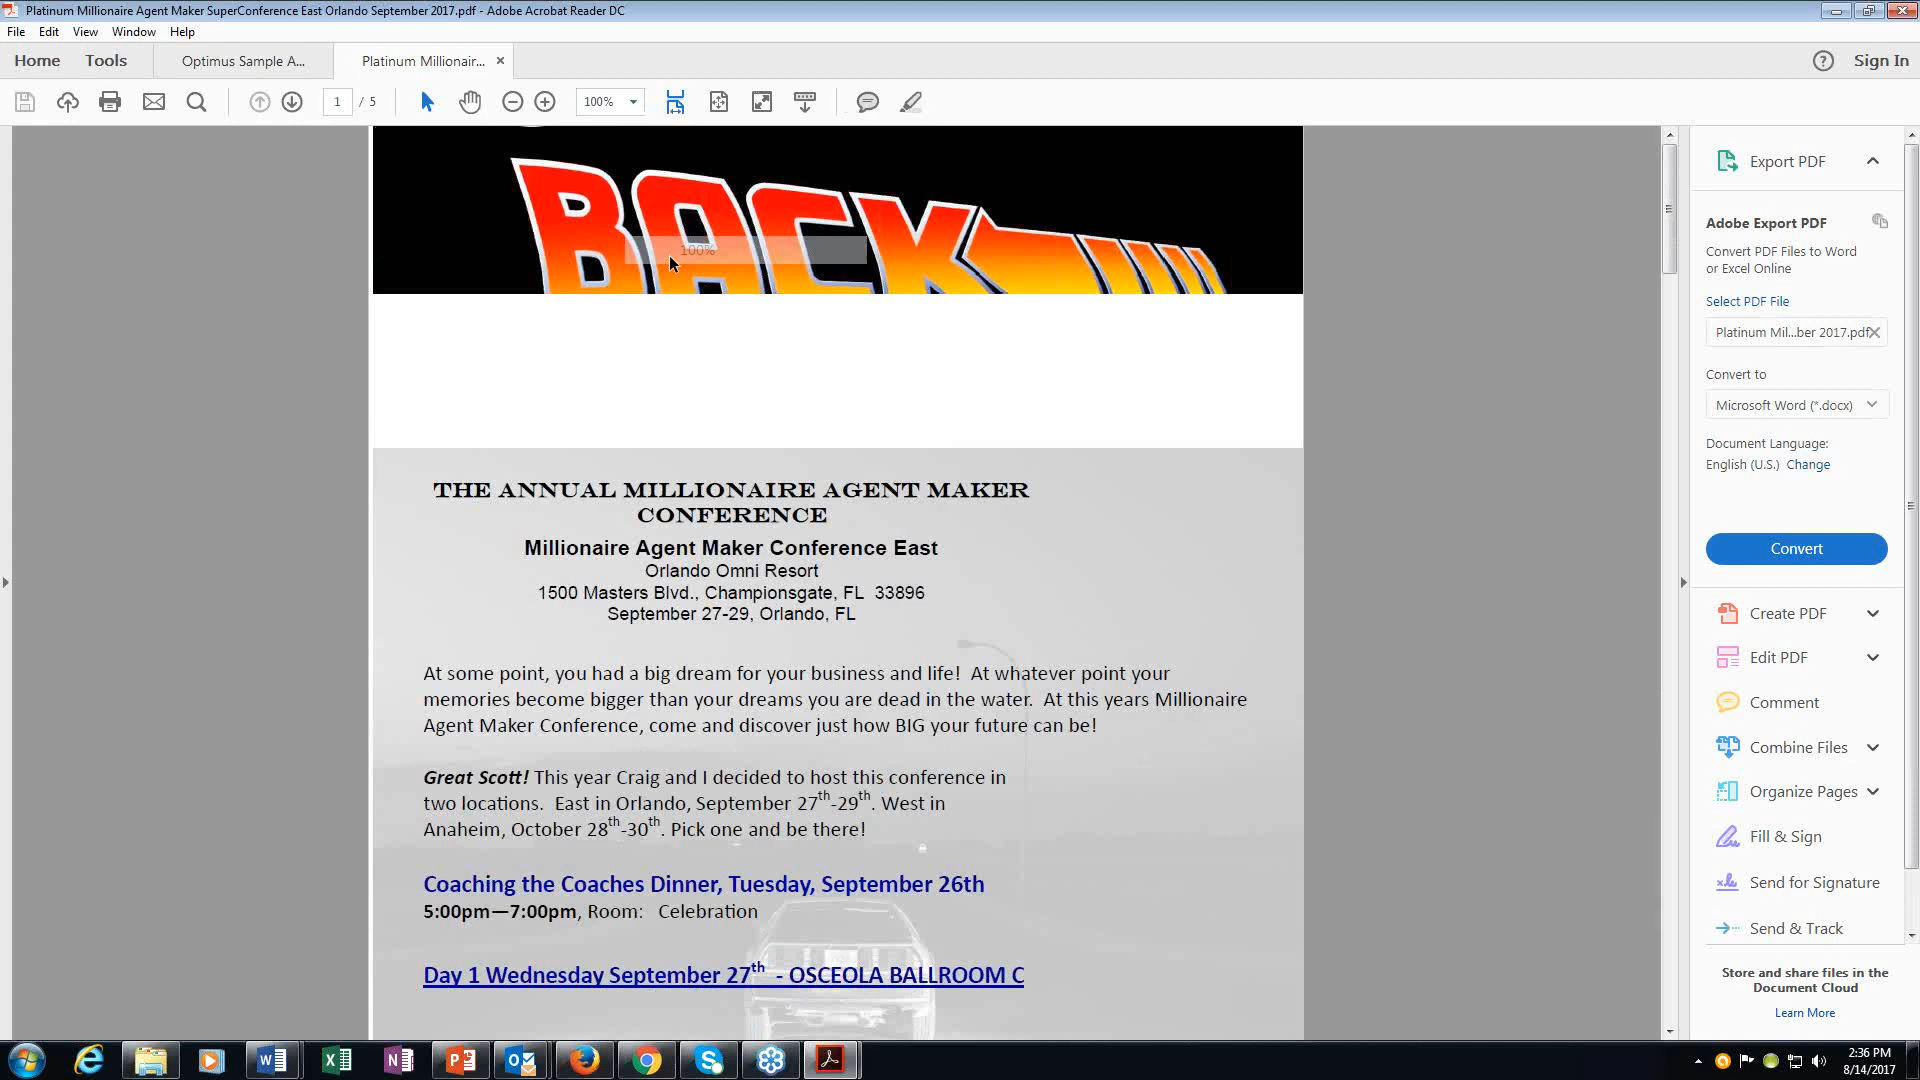 Platinum Millionaire Agent Maker SuperConference East Orlando September 2017.pdf - Adobe Acrobat Reader DC
File Edit View Window Help
Home Tools Optimus Sample A... Platinum Millionair... Sign In
1 / 5 100%
BACK
100%
THE ANNUAL MILLIONAIRE AGENT MAKER
CONFERENCE
Millionaire Agent Maker Conference East
Orlando Omni Resort
1500 Masters Blvd., Championsgate, FL 33896
September 27-29, Orlando, FL
At some point, you had a big dream for your business and life! At whatever point your
memories become bigger than your dreams you are dead in the water. At this years Millionaire
Agent Maker Conference, come and discover just how BIG your future can be!
Great Scott! This year Craig and I decided to host this conference in
two locations. East in Orlando, September 27th-29th. West in
Anaheim, October 28th-30th. Pick one and be there!
Coaching the Coaches Dinner, Tuesday, September 26th
5:00pm—7:00pm, Room: Celebration
Day 1 Wednesday September 27th - OSCEOLA BALLROOM C
Export PDF
Adobe Export PDF
Convert PDF Files to Word
or Excel Online
Select PDF File
Platinum Mil...ber 2017.pdf
Convert to
Microsoft Word (*.docx)
Document Language:
English (U.S.) Change
Convert
Create PDF
Edit PDF
Comment
Combine Files
Organize Pages
Fill & Sign
Send for Signature
Send & Track
Store and share files in the
Document Cloud
Learn More
2:36 PM
8/14/2017